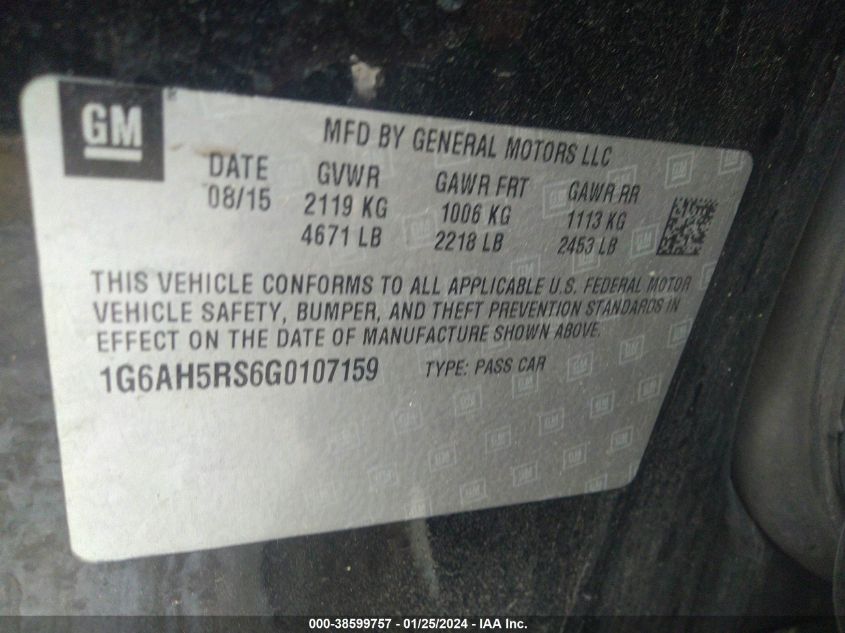 GM
MFD BY GENERAL MOTORS LLC
DATE GVWR GAWR FRT GAWR RR
08/15 2119 KG 1006 KG 1113 KG
4671 LB 2218 LB 2453 LB
THIS VEHICLE CONFORMS TO ALL APPLICABLE U.S. FEDERAL MOTOR
VEHICLE SAFETY, BUMPER, AND THEFT PREVENTION STANDARDS IN
EFFECT ON THE DATE OF MANUFACTURE SHOWN ABOVE.
1G6AH5RS6G0107159 TYPE: PASS CAR
000-38599757 - 01/25/2024 - IAA Inc.